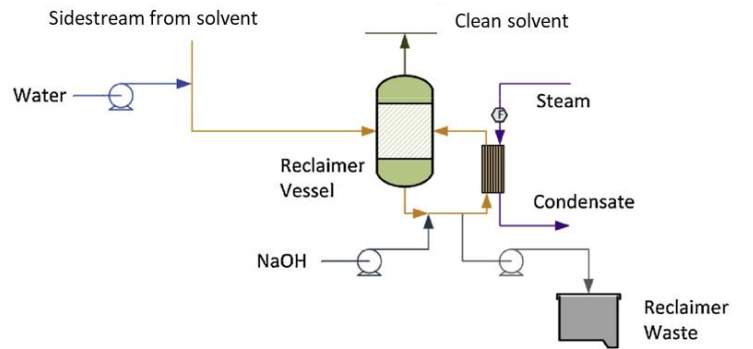 Sidestream from solvent
Clean solvent
Water
Steam
F
Reclaimer
Vessel
Condensate
NaOH
Reclaimer
Waste